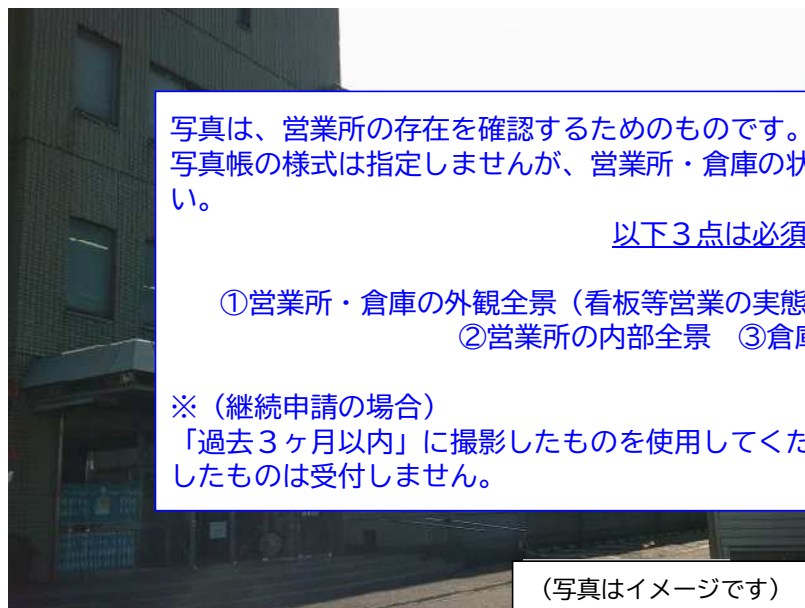 写真は、営業所の存在を確認するためのものです。
写真帳の様式は指定しませんが、営業所・倉庫の状
い。
以下３点は必須
①営業所・倉庫の外観全景（看板等営業の実態
②営業所の内部全景　③倉庫
※（継続申請の場合）
「過去３ヶ月以内」に撮影したものを使用してくだ
したものは受付しません。
（写真はイメージです）